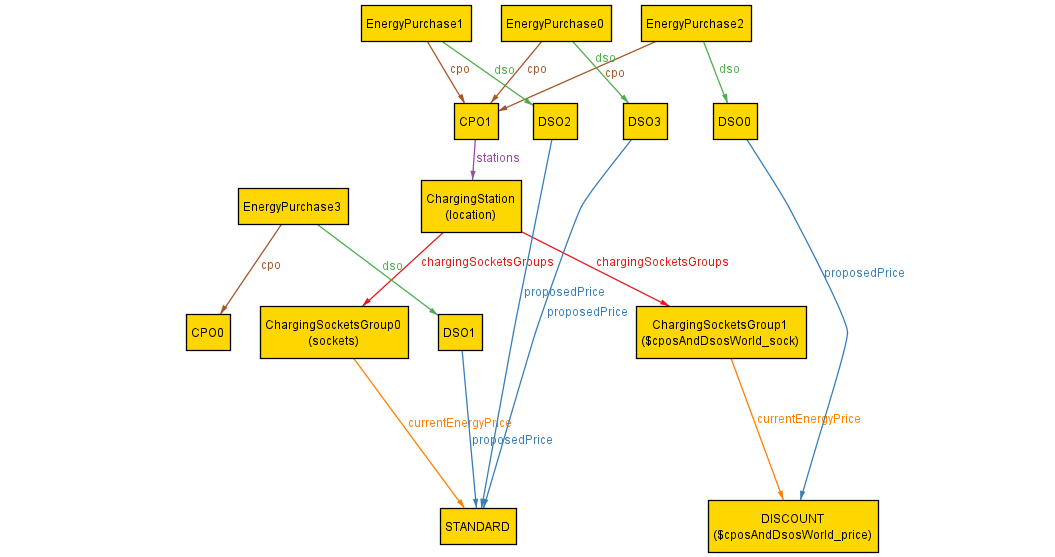 EnergyPurchase1
EnergyPurchase0
EnergyPurchase2
cpo
dso
cpo
dso
cpo
dso
CPO1
DSO2
DSO3
DSO0
stations
ChargingStation
(location)
EnergyPurchase3
cpo
dso
chargingSocketsGroups
chargingSocketsGroups
proposedPrice
proposedPrice
proposedPrice
CPO0
ChargingSocketsGroup0
(sockets)
DSO1
ChargingSocketsGroup1
($cposAndDsosWorld_sock)
currentEnergyPrice
proposedPrice
currentEnergyPrice
STANDARD
DISCOUNT
($cposAndDsosWorld_price)